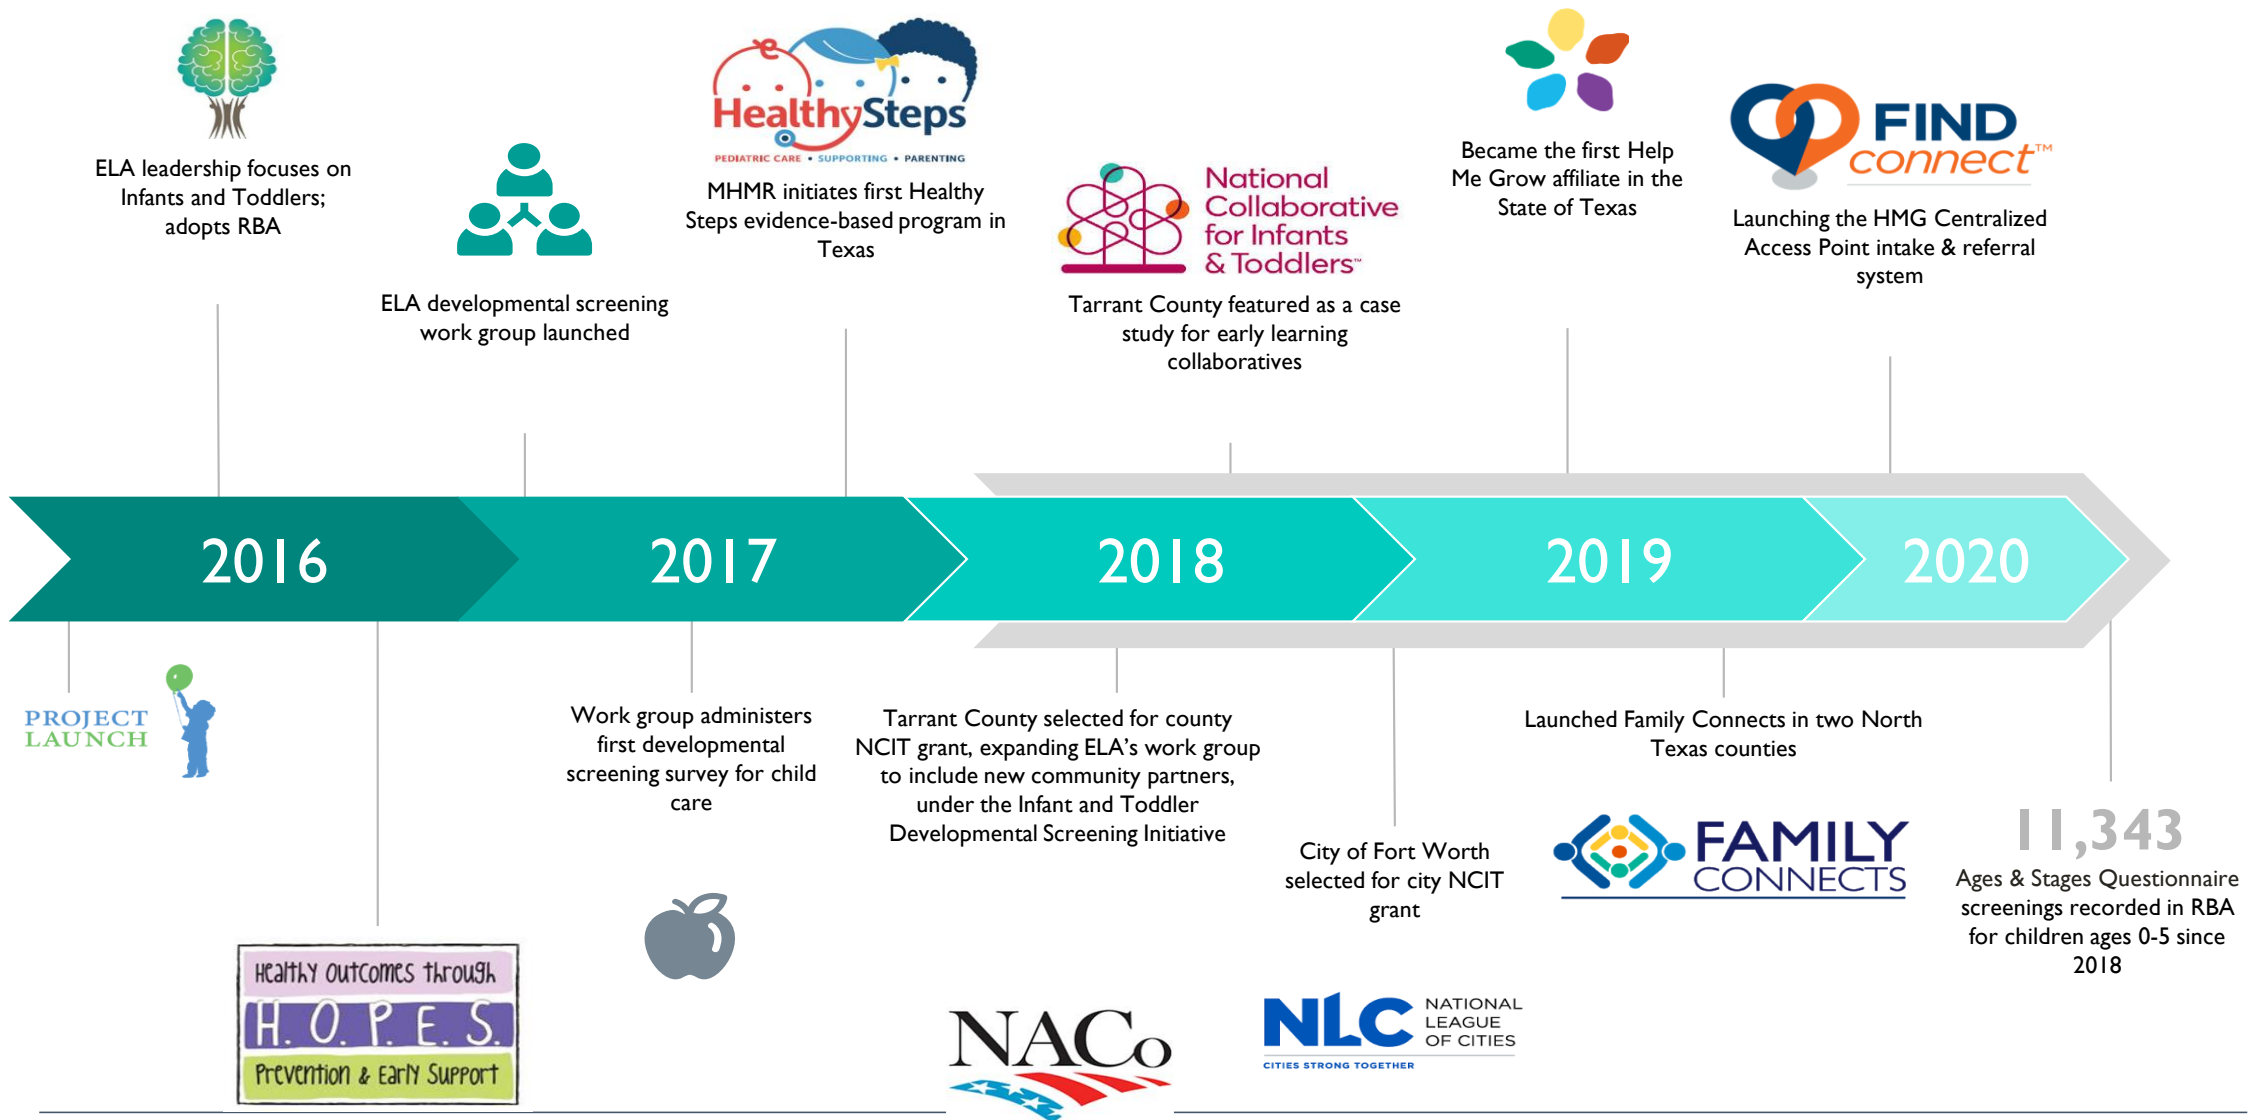 ELA leadership focuses on
Infants and Toddlers;
adopts RBA
ELA developmental screening
work group launched
HealthySteps
PEDIATRIC CARE • SUPPORTING • PARENTING
MHMR initiates first Healthy
Steps evidence-based program in
Texas
National
Collaborative
for Infants
& Toddlers™
Tarrant County featured as a case
study for early learning
collaboratives
Became the first Help
Me Grow affiliate in the
State of Texas
FIND
connect™
Launching the HMG Centralized
Access Point intake & referral
system
2016
2017
2018
2019
2020
PROJECT
LAUNCH
Healthy Outcomes through
H. O. P. E. S.
Prevention & Early Support
Work group administers
first developmental
screening survey for child
care
Tarrant County selected for county
NCIT grant, expanding ELA’s work group
to include new community partners,
under the Infant and Toddler
Developmental Screening Initiative
NACo
City of Fort Worth
selected for city NCIT
grant
NLC
NATIONAL
LEAGUE
OF CITIES
CITIES STRONG TOGETHER
Launched Family Connects in two North
Texas counties
FAMILY
CONNECTS
11,343
Ages & Stages Questionnaire
screenings recorded in RBA
for children ages 0-5 since
2018